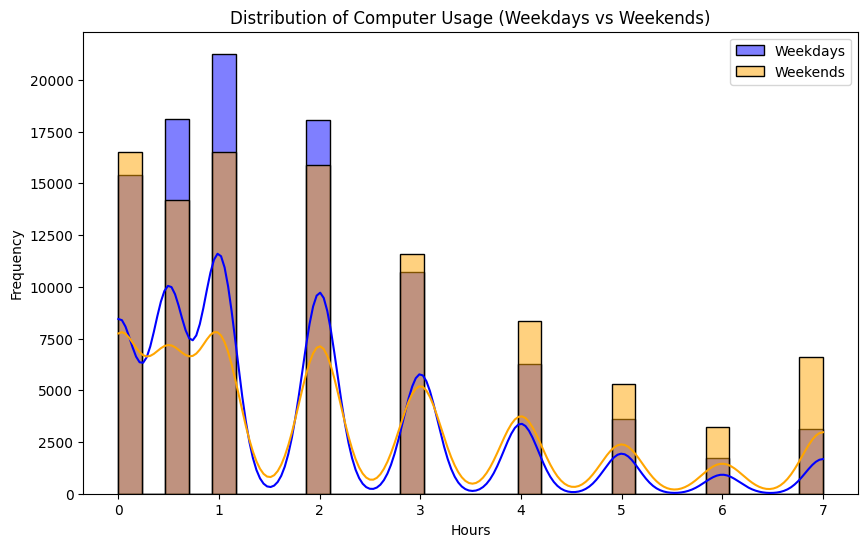 Distribution of Computer Usage (Weekdays vs Weekends)
Weekdays
Weekends
Frequency
20000
17500
15000
12500
10000
7500
5000
2500
0
0 1 2 3 4 5 6 7
Hours